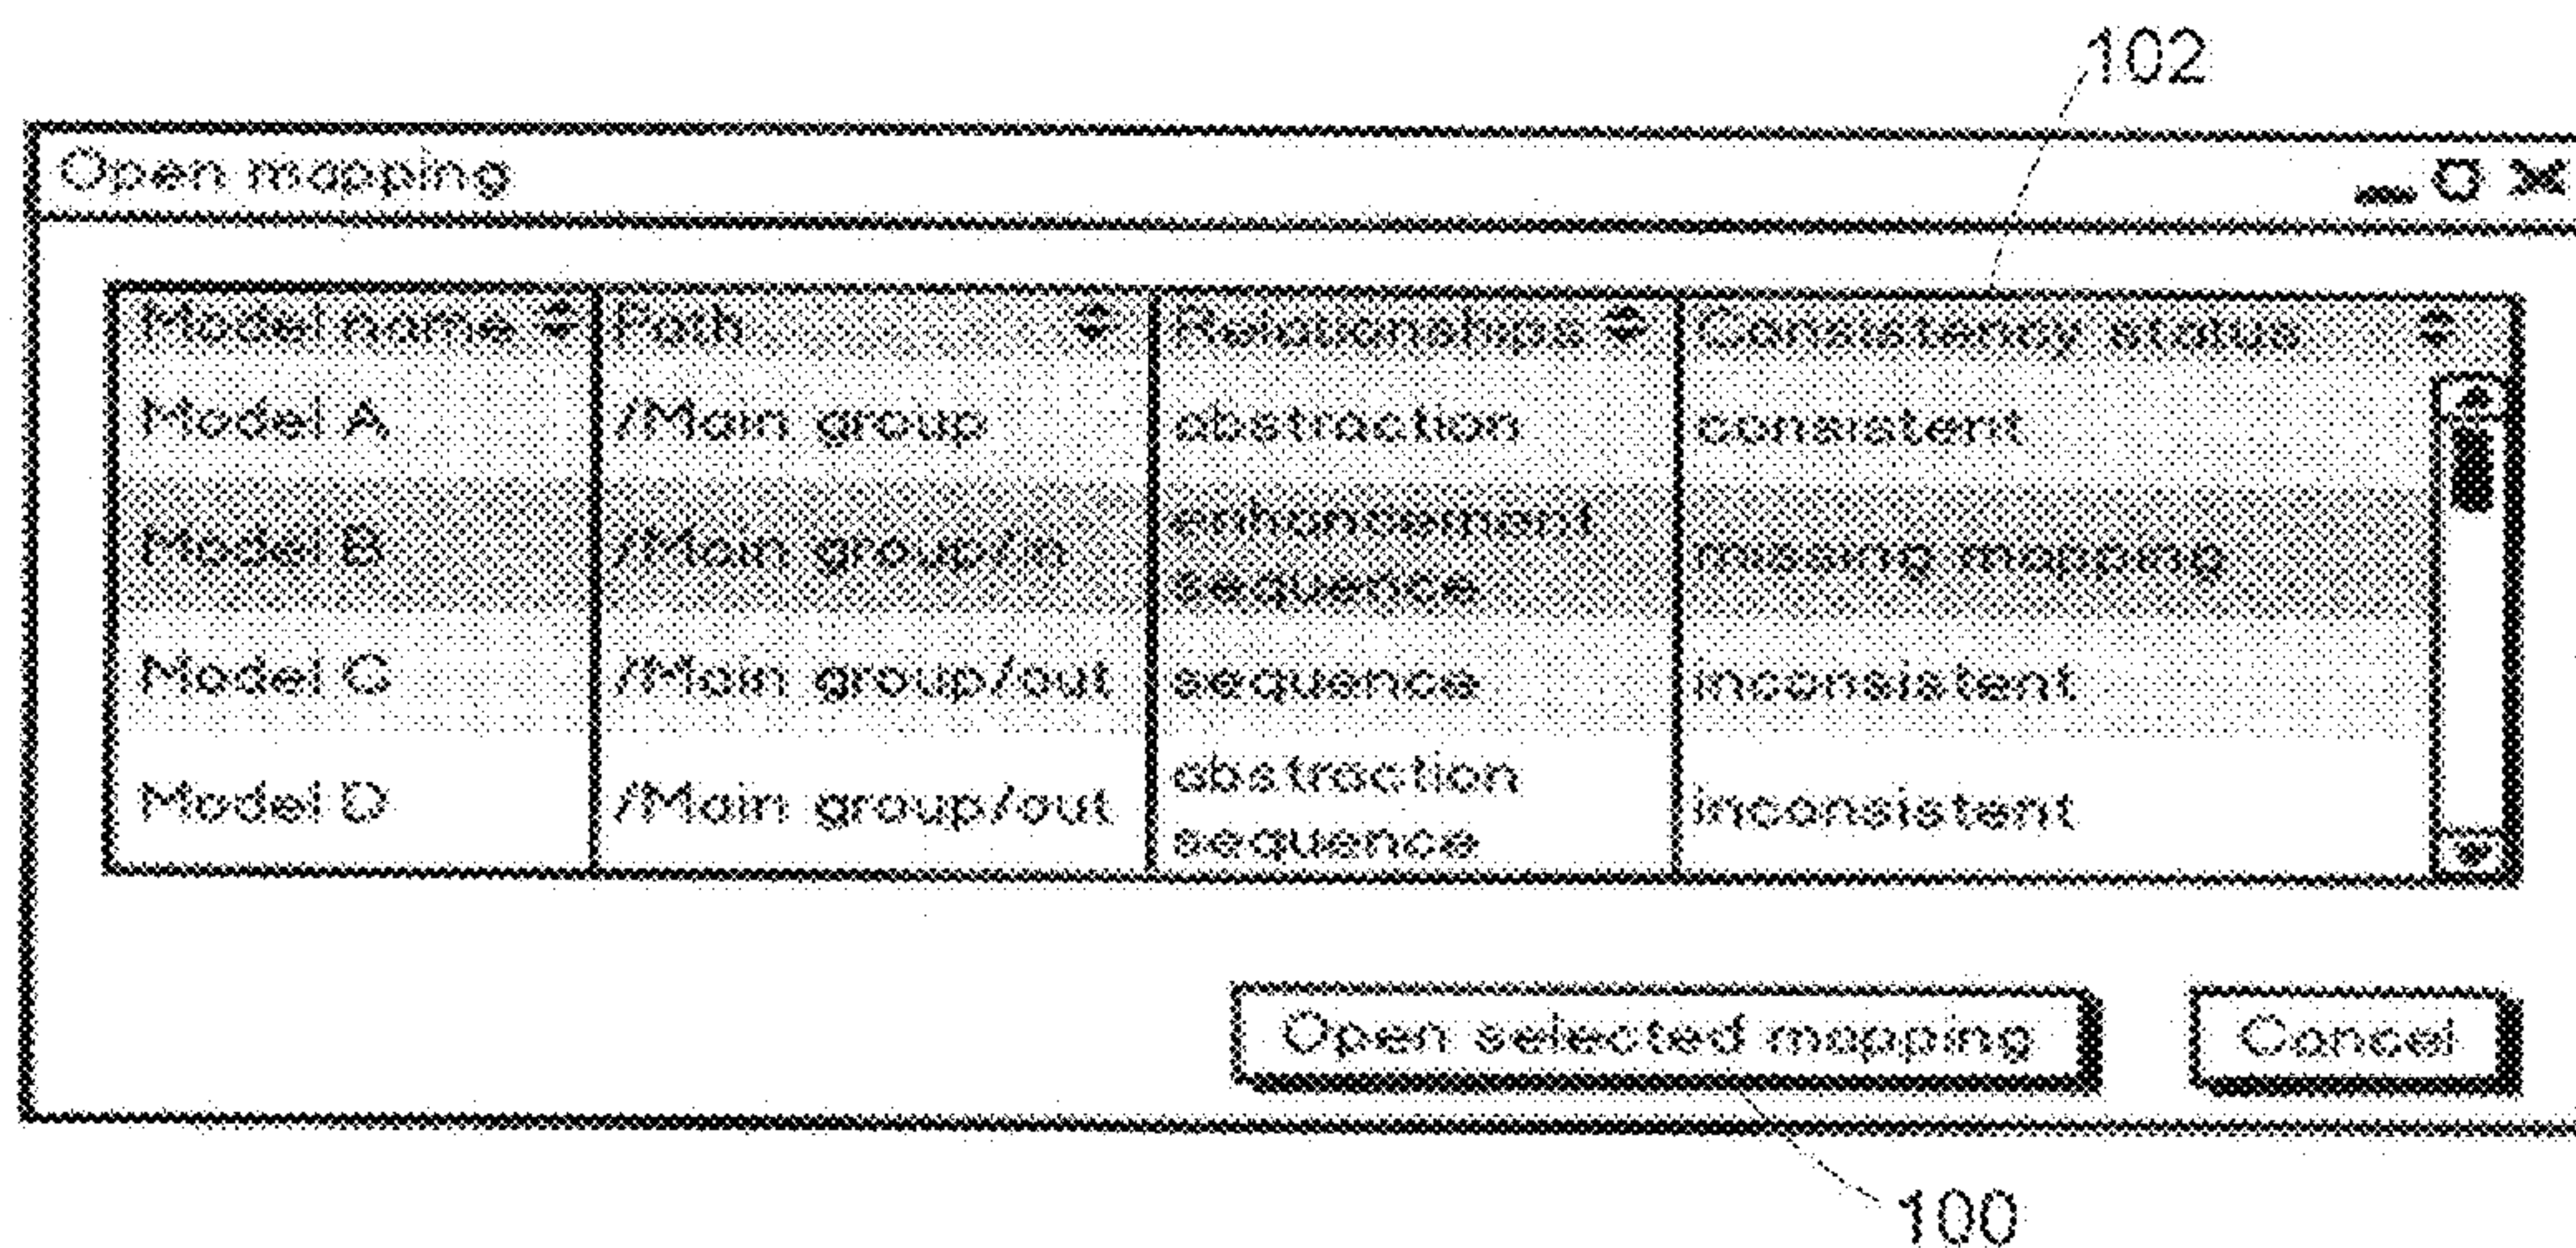 102
Open mapping
Model name Path Relationships Consistency status
Model A /Main group abstraction consistent
Model B /Main group/in enhancement sequence missing mapping
Model C /Main group/out sequence inconsistent
Model D /Main group/out abstraction sequence inconsistent
Open selected mapping Cancel
100